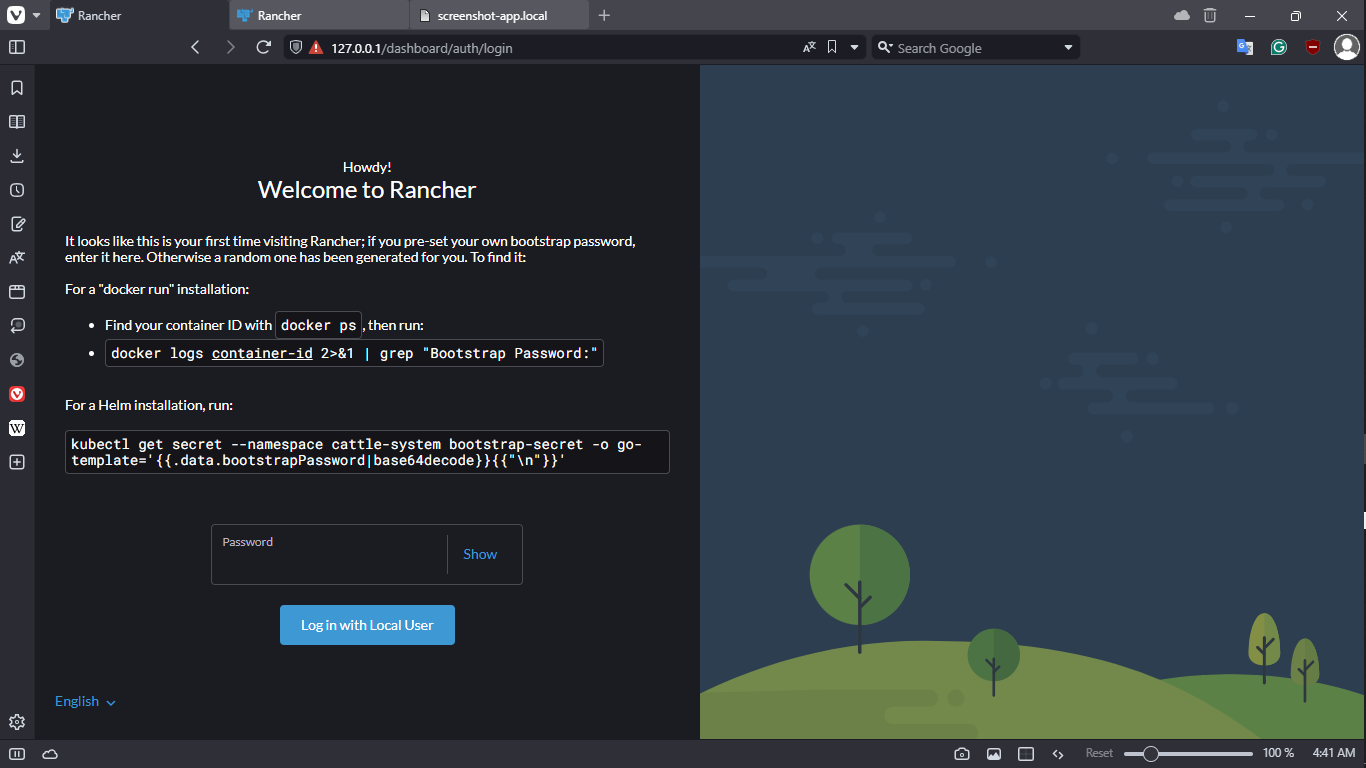 Rancher
Rancher
screenshot-app.local
127.0.0.1/dashboard/auth/login
Search Google
Howdy!
Welcome to Rancher
It looks like this is your first time visiting Rancher; if you pre-set your own bootstrap password,
enter it here. Otherwise a random one has been generated for you. To find it:
For a "docker run" installation:
Find your container ID with docker ps, then run:
docker logs container-id 2>&1 | grep "Bootstrap Password:"
For a Helm installation, run:
kubectl get secret --namespace cattle-system bootstrap-secret -o go-
template='{{.data.bootstrapPassword|base64decode}}{{"\n"}}'
Password
Show
Log in with Local User
English
Reset
100 %
4:41 AM